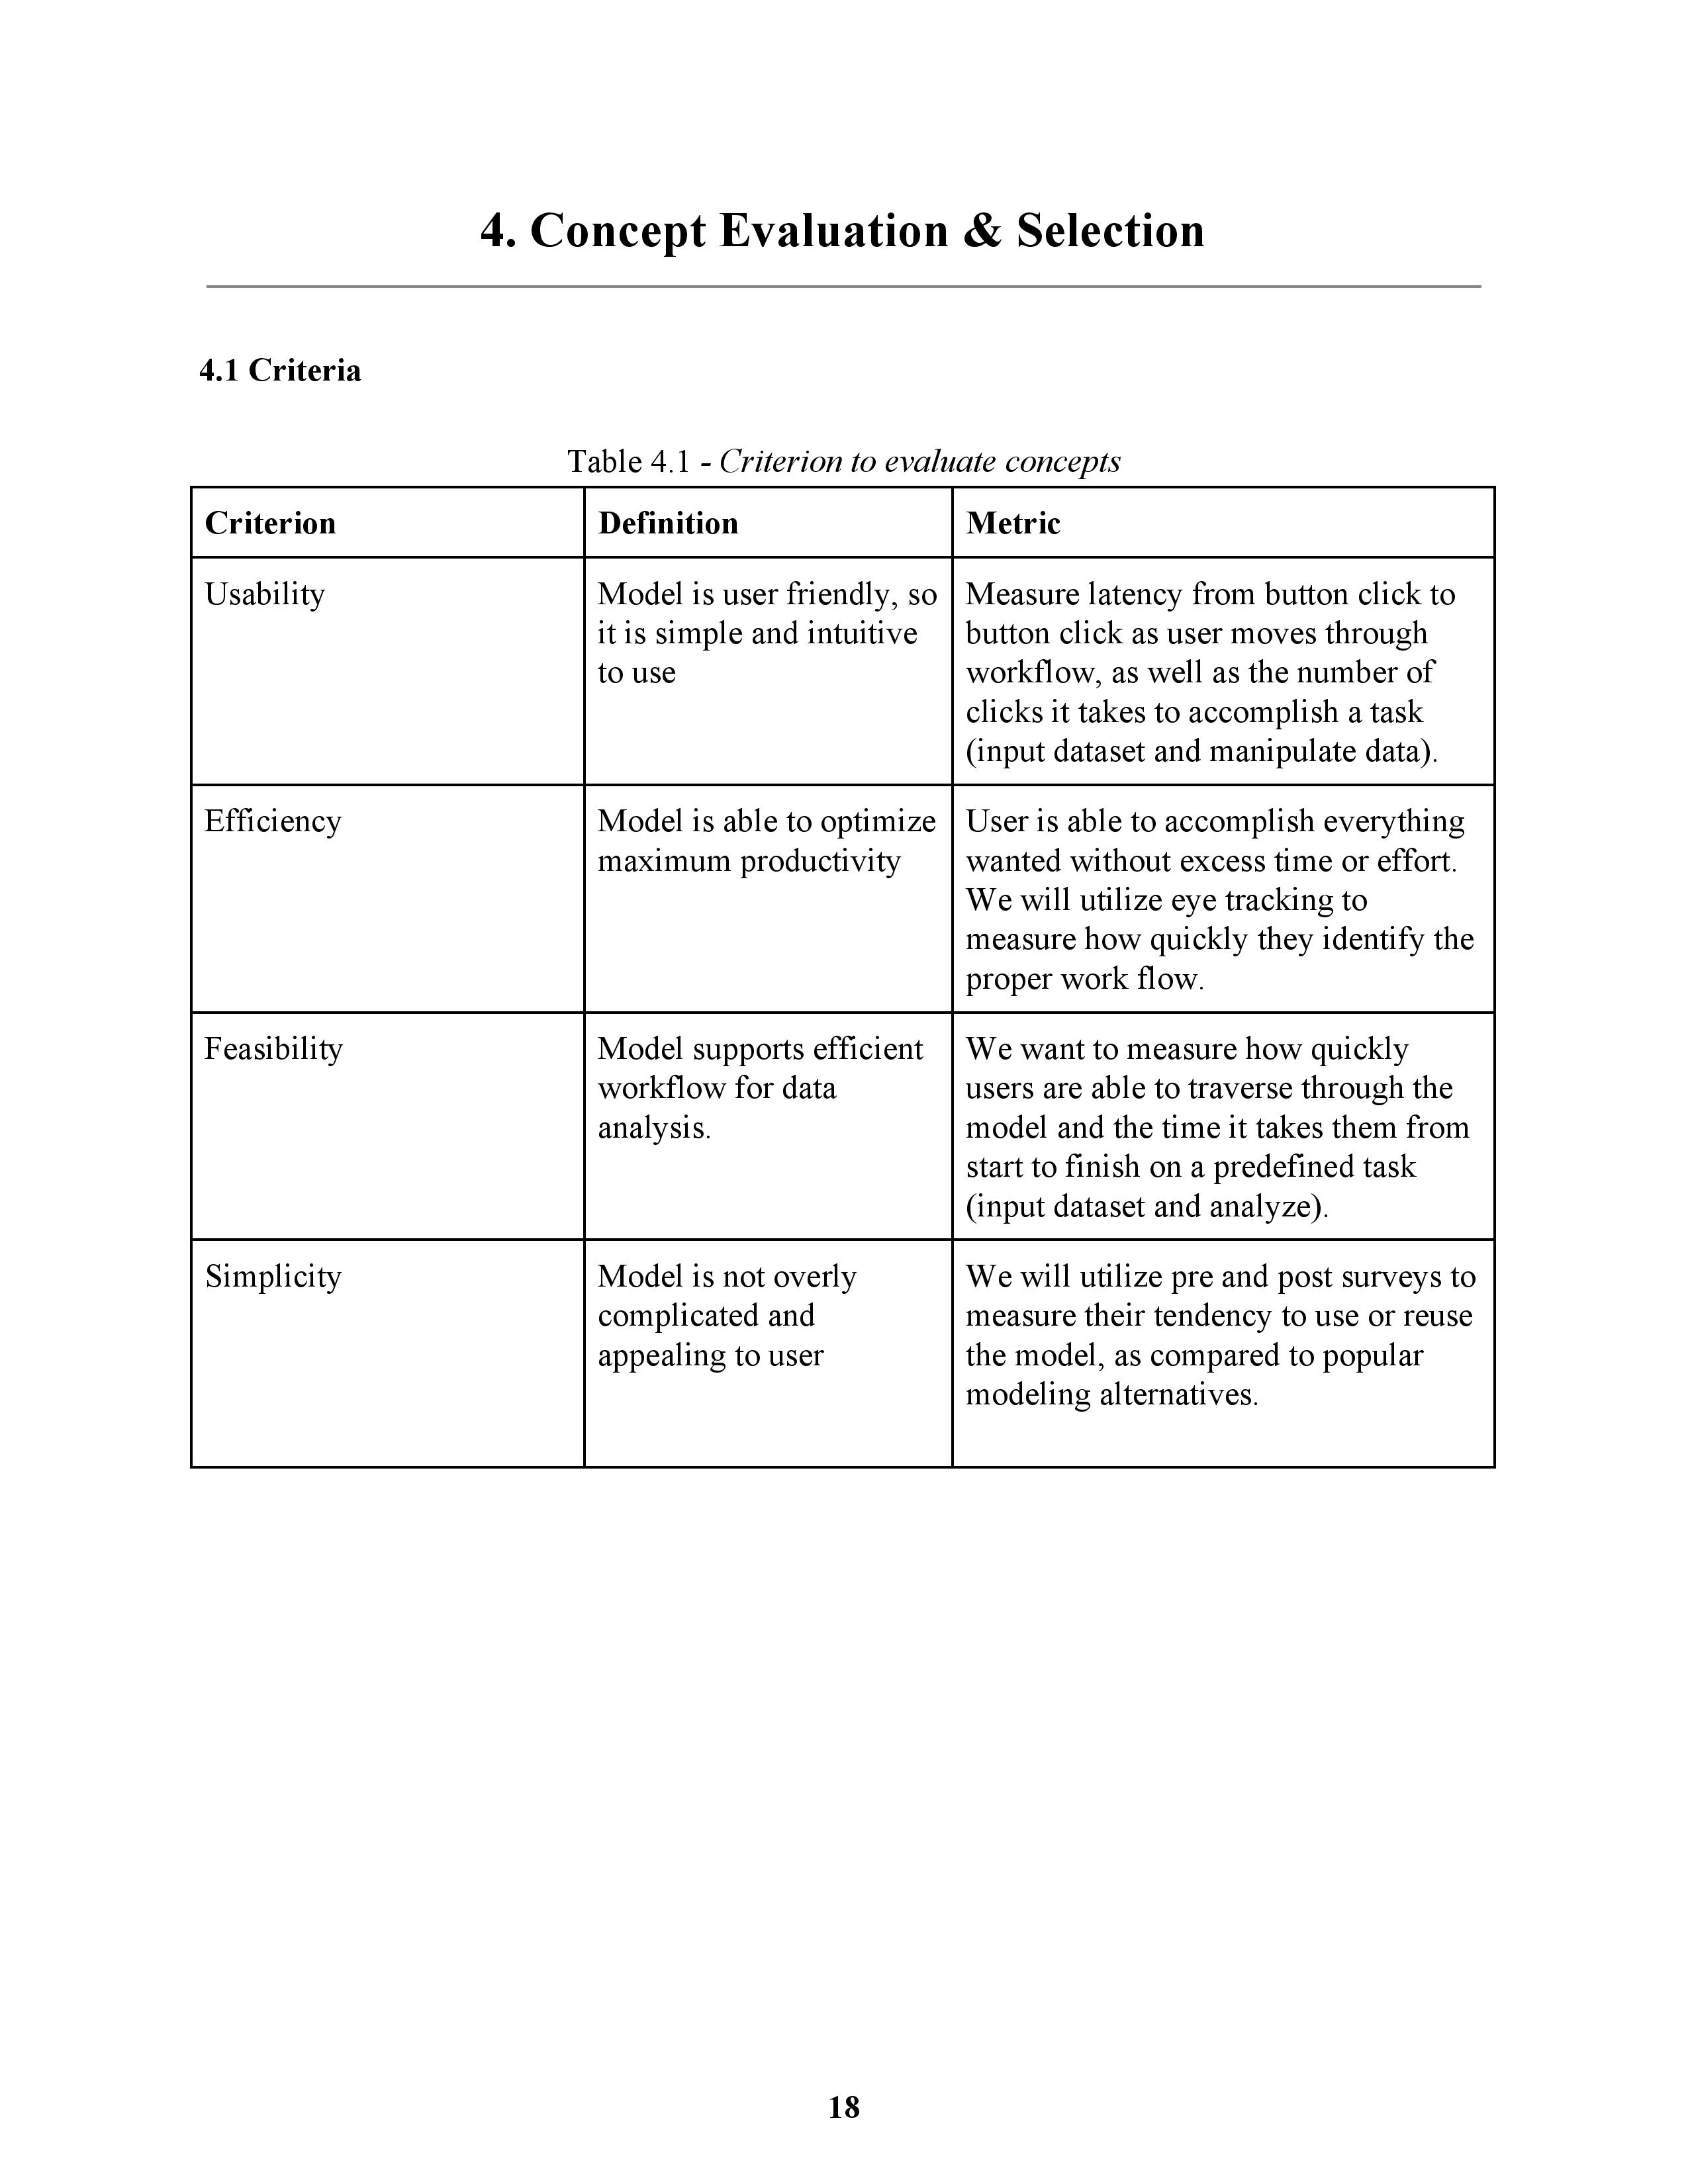 4. Concept Evaluation & Selection
4.1 Criteria
Table 4.1 - Criterion to evaluate concepts
Criterion
Definition
Metric
Usability
Model is user friendly, so
it is simple and intuitive
to use
Measure latency from button click to
button click as user moves through
workflow, as well as the number of
clicks it takes to accomplish a task
(input dataset and manipulate data).
Efficiency
Model is able to optimize
maximum productivity
User is able to accomplish everything
wanted without excess time or effort.
We will utilize eye tracking to
measure how quickly they identify the
proper work flow.
Feasibility
Model supports efficient
workflow for data
analysis.
We want to measure how quickly
users are able to traverse through the
model and the time it takes them from
start to finish on a predefined task
(input dataset and analyze).
Simplicity
Model is not overly
complicated and
appealing to user
We will utilize pre and post surveys to
measure their tendency to use or reuse
the model, as compared to popular
modeling alternatives.
18